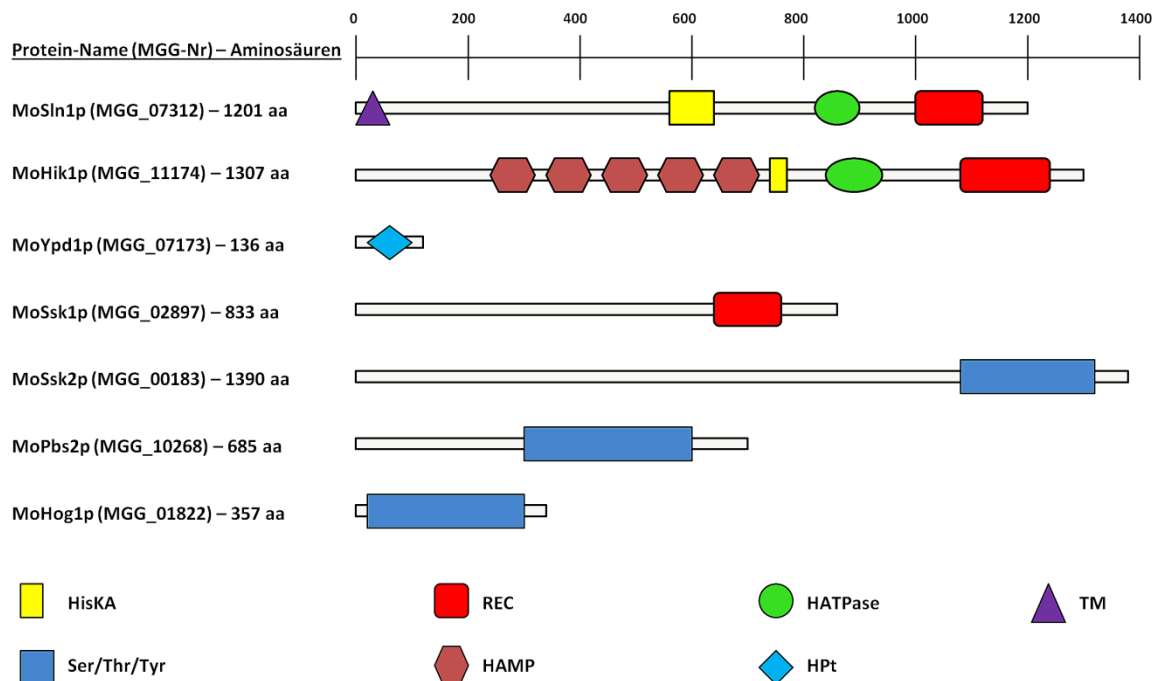 0 200 400 600 800 1000 1200 1400
Protein-Name (MGG-Nr) – Aminosäuren
MoSln1p (MGG_07312) – 1201 aa
MoHik1p (MGG_11174) – 1307 aa
MoYpd1p (MGG_07173) – 136 aa
MoSsk1p (MGG_02897) – 833 aa
MoSsk2p (MGG_00183) – 1390 aa
MoPbs2p (MGG_10268) – 685 aa
MoHog1p (MGG_01822) – 357 aa
HisKA REC HATPase TM
Ser/Thr/Tyr HAMP HPt